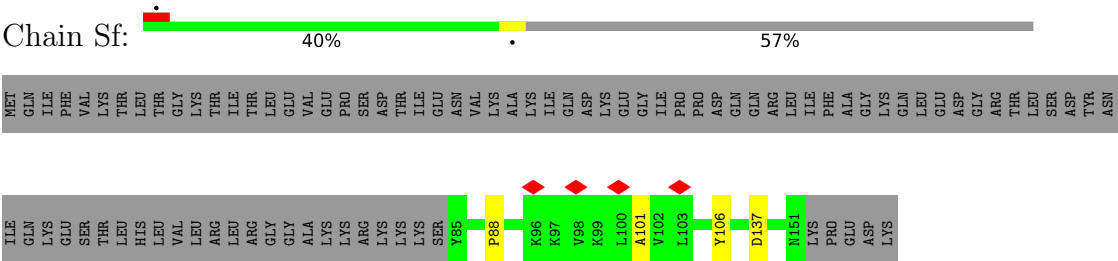 Chain Sf:
•
40%
•
57%
MET GLN ILE PHE VAL LYS THR LEU THR GLY LYS THR ILE THR LEU GLU VAL GLU PRO SER ASP THR ILE GLU ASN VAL LYS ALA LYS ILE GLN ASP LYS GLU GLY ILE PRO PRO ASP GLN GLN ARG LEU ILE PHE ALA GLY LYS GLN LEU GLU ASP GLY ARG THR LEU SER ASP TYR ASN
ILE GLN LYS GLU SER THR LEU HIS LEU VAL LEU ARG LEU ARG GLY GLY ALA LYS LYS ARG LYS LYS LYS SER Y85 P88 K96 K97 V98 K99 L100 A101 V102 L103 Y106 D137 N151 LYS PRO GLU ASP LYS